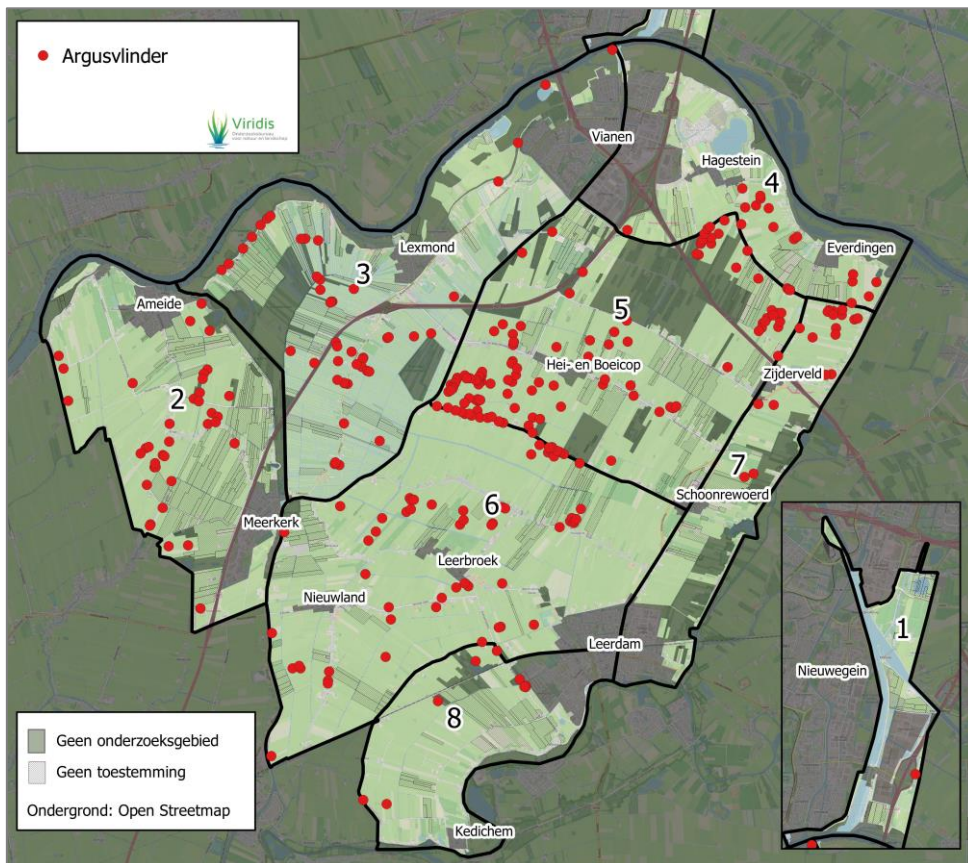 Argusvlinder
Viridis
Vianen
Hagestein
4
Everdingen
Lexmond
3
Ameide
5
Hei- en Boeicop
Zijderveld
2
7
Schoonrewoerd
6
Meerkerk
Leerbroek
Nieuwland
Leerdam
8
Kedichem
1
Nieuwegein
Geen onderzoeksgebied
Geen toestemming
Ondergrond: Open Streetmap